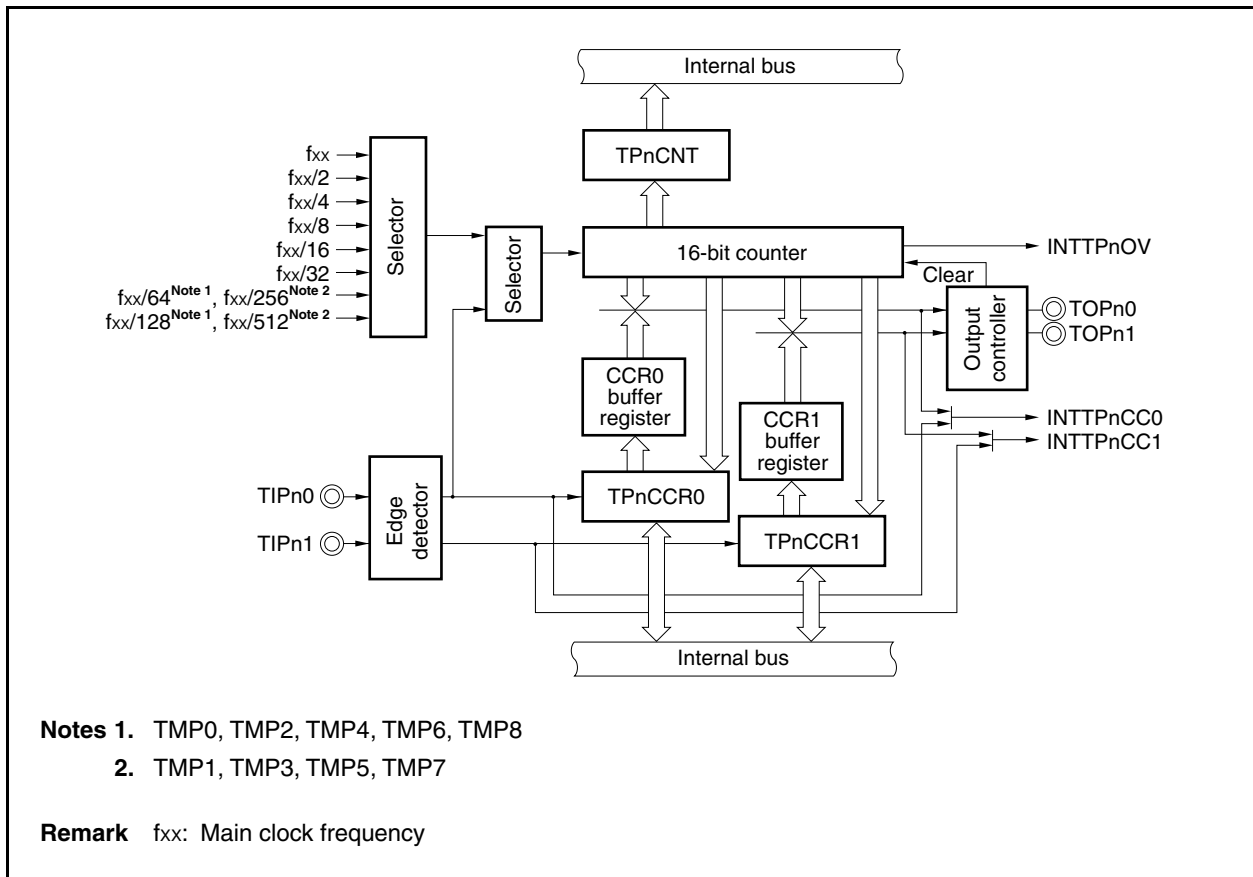 Internal bus
TPnCNT
fxx
fxx/2
fxx/4
fxx/8
fxx/16
fxx/32
fxx/64Note 1, fxx/256Note 2
fxx/128Note 1, fxx/512Note 2
Selector
Selector
16-bit counter
INTTPnOV
Clear
Output
controller
TOPn0
TOPn1
CCR0
buffer
register
CCR1
buffer
register
INTTPnCC0
INTTPnCC1
TIPn0
TIPn1
Edge
detector
TPnCCR0
TPnCCR1
Internal bus
Notes 1. TMP0, TMP2, TMP4, TMP6, TMP8
2. TMP1, TMP3, TMP5, TMP7
Remark fxx: Main clock frequency